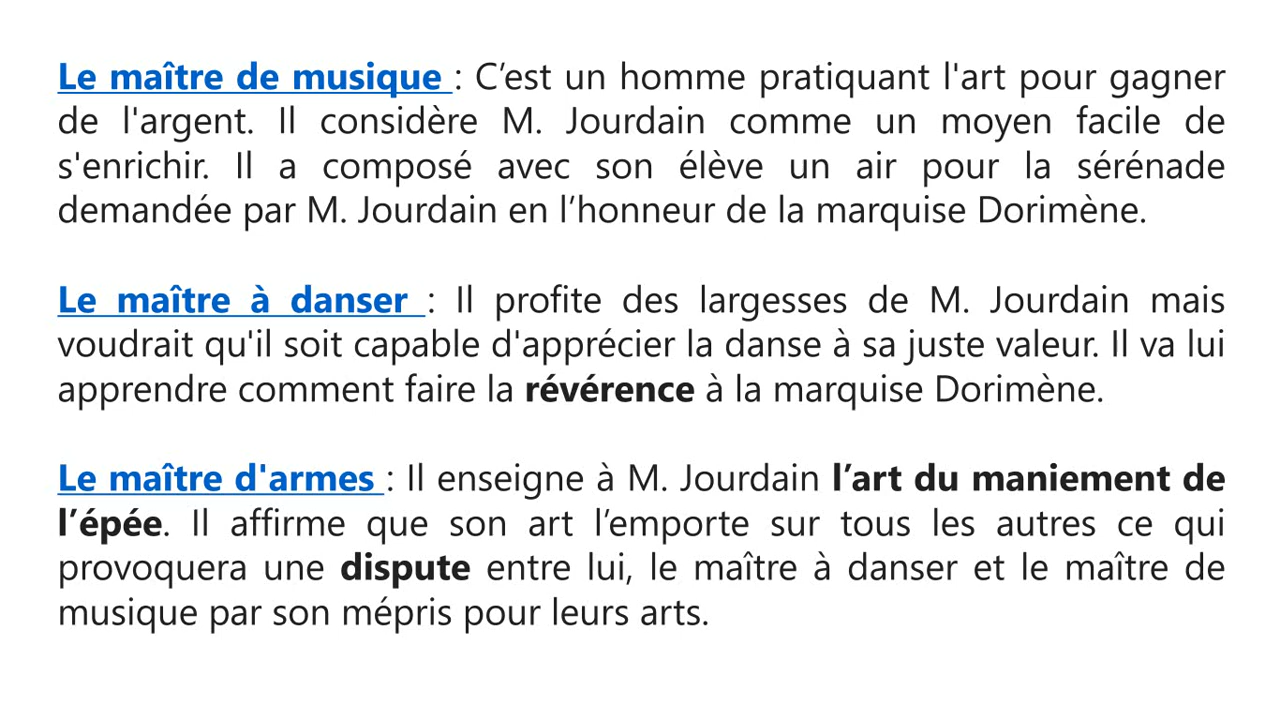 Le maître de musique : C’est un homme pratiquant l'art pour gagner
de l'argent. Il considère M. Jourdain comme un moyen facile de
s'enrichir. Il a composé avec son élève un air pour la sérénade
demandée par M. Jourdain en l’honneur de la marquise Dorimène.
Le maître à danser : Il profite des largesses de M. Jourdain mais
voudrait qu'il soit capable d'apprécier la danse à sa juste valeur. Il va lui
apprendre comment faire la révérence à la marquise Dorimène.
Le maître d'armes : Il enseigne à M. Jourdain l’art du maniement de
l’épée. Il affirme que son art l’emporte sur tous les autres ce qui
provoquera une dispute entre lui, le maître à danser et le maître de
musique par son mépris pour leurs arts.